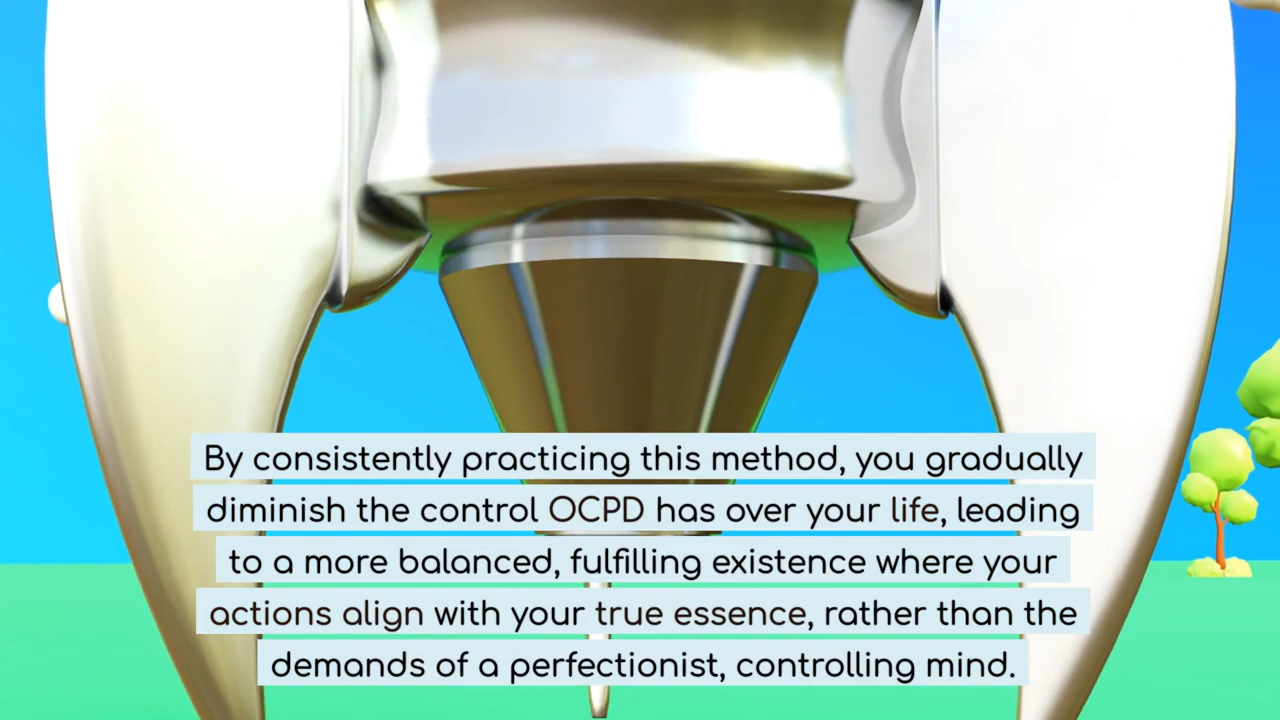 By consistently practicing this method, you gradually
diminish the control OCPD has over your life, leading
to a more balanced, fulfilling existence where your
actions align with your true essence, rather than the
demands of a perfectionist, controlling mind.